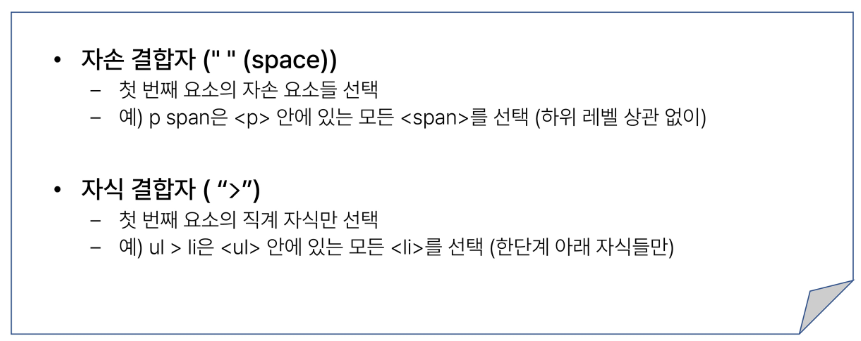 • 자손 결합자 (" " (space))
– 첫 번째 요소의 자손 요소들 선택
– 예) p span은 <p> 안에 있는 모든 <span>를 선택 (하위 레벨 상관 없이)
• 자식 결합자 ( “>”)
– 첫 번째 요소의 직계 자식만 선택
– 예) ul > li은 <ul> 안에 있는 모든 <li>를 선택 (한단계 아래 자식들만)